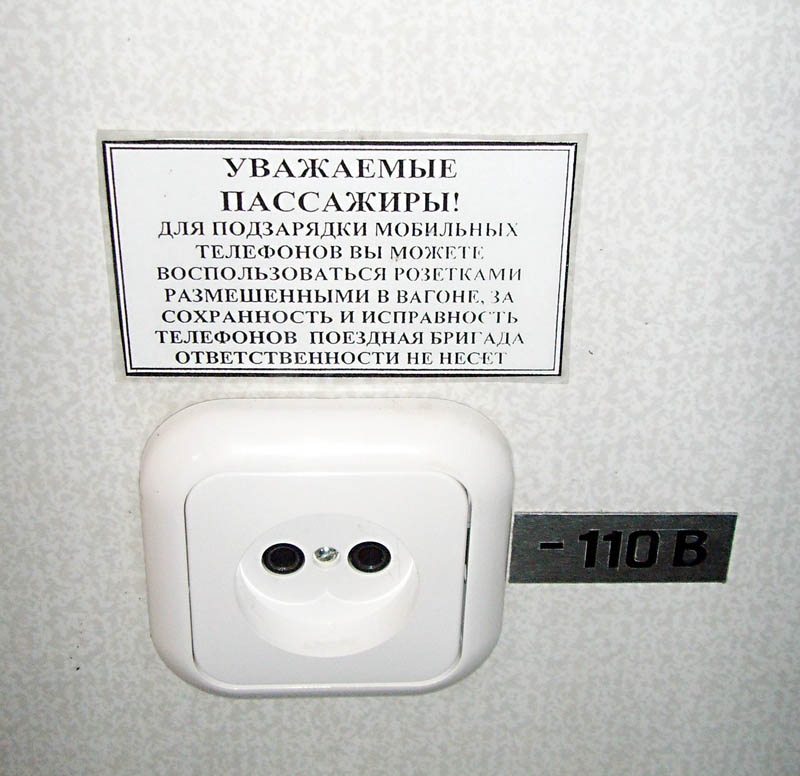 УВАЖАЕМЫЕ
ПАССАЖИРЫ!
ДЛЯ ПОДЗАРЯДКИ МОБИЛЬНЫХ
ТЕЛЕФОНОВ ВЫ МОЖЕТЕ
ВОСПОЛЬЗОВАТЬСЯ РОЗЕТКАМИ
РАЗМЕШЕННЫМИ В ВАГОНЕ, ЗА
СОХРАННОСТЬ И ИСПРАВНОСТЬ
ТЕЛЕФОНОВ ПОЕЗДНАЯ БРИГАДА
ОТВЕТСТВЕННОСТИ НЕ НЕСЕТ
- 110 В